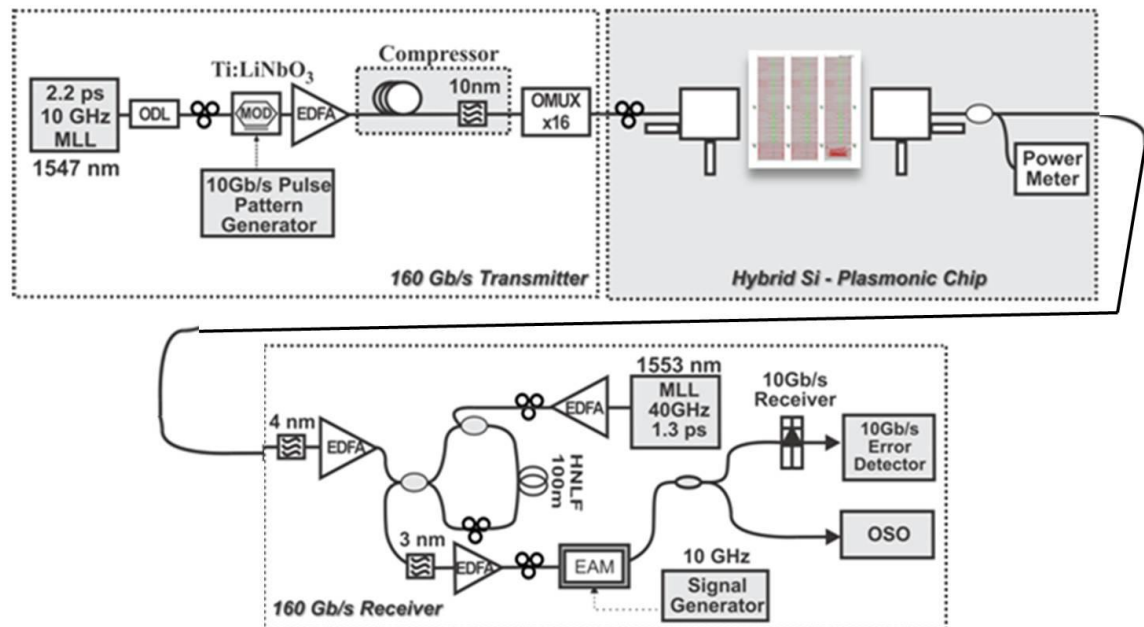 Compressor
Ti:LiNbO3
10nm
2.2 ps
10 GHz
MLL
ODL
MOD
EDFA
OMUX
x16
1547 nm
10Gb/s Pulse
Pattern
Generator
160 Gb/s Transmitter
Power
Meter
Hybrid Si - Plasmonic Chip
1553 nm
MLL
40GHz
1.3 ps
EDFA
10Gb/s
Receiver
4 nm
EDFA
HNLF
100m
10Gb/s
Error
Detector
3 nm
EDFA
EAM
10 GHz
Signal
Generator
OSO
160 Gb/s Receiver